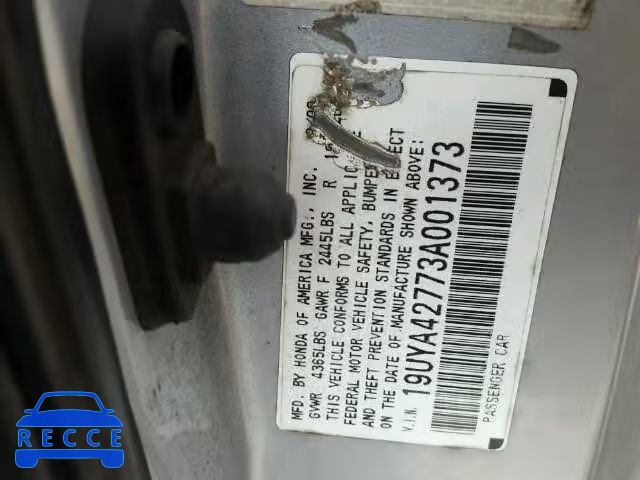 MFD. BY HONDA OF AMERICA MFG., INC.
GVWR 4365LBS GAWR F 2445LBS R
THIS VEHICLE CONFORMS TO ALL APPLIC
FEDERAL MOTOR VEHICLE SAFETY, BUMPER
AND THEFT PREVENTION STANDARDS IN EFFECT
ON THE DATE OF MANUFACTURE SHOWN ABOVE:
V.I.N. 19UYA42773A001373
PASSENGER CAR
RECCE